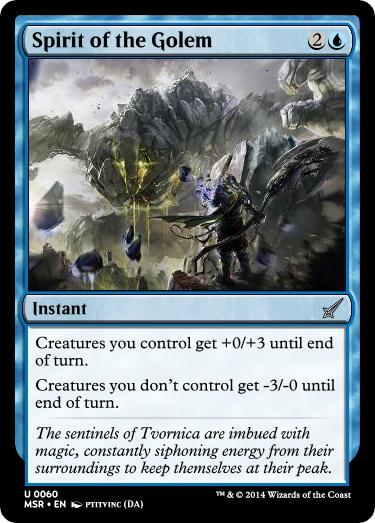 Spirit of the Golem 2
Instant
Creatures you control get +0/+3 until end
of turn.
Creatures you don't control get -3/-0 until
end of turn.
The sentinels of Tvornica are imbued with
magic, constantly siphoning energy from their
surroundings to keep themselves at their peak.
U 0060
MSR • EN PTITVINC (DA)
™ & © 2014 Wizards of the Coast